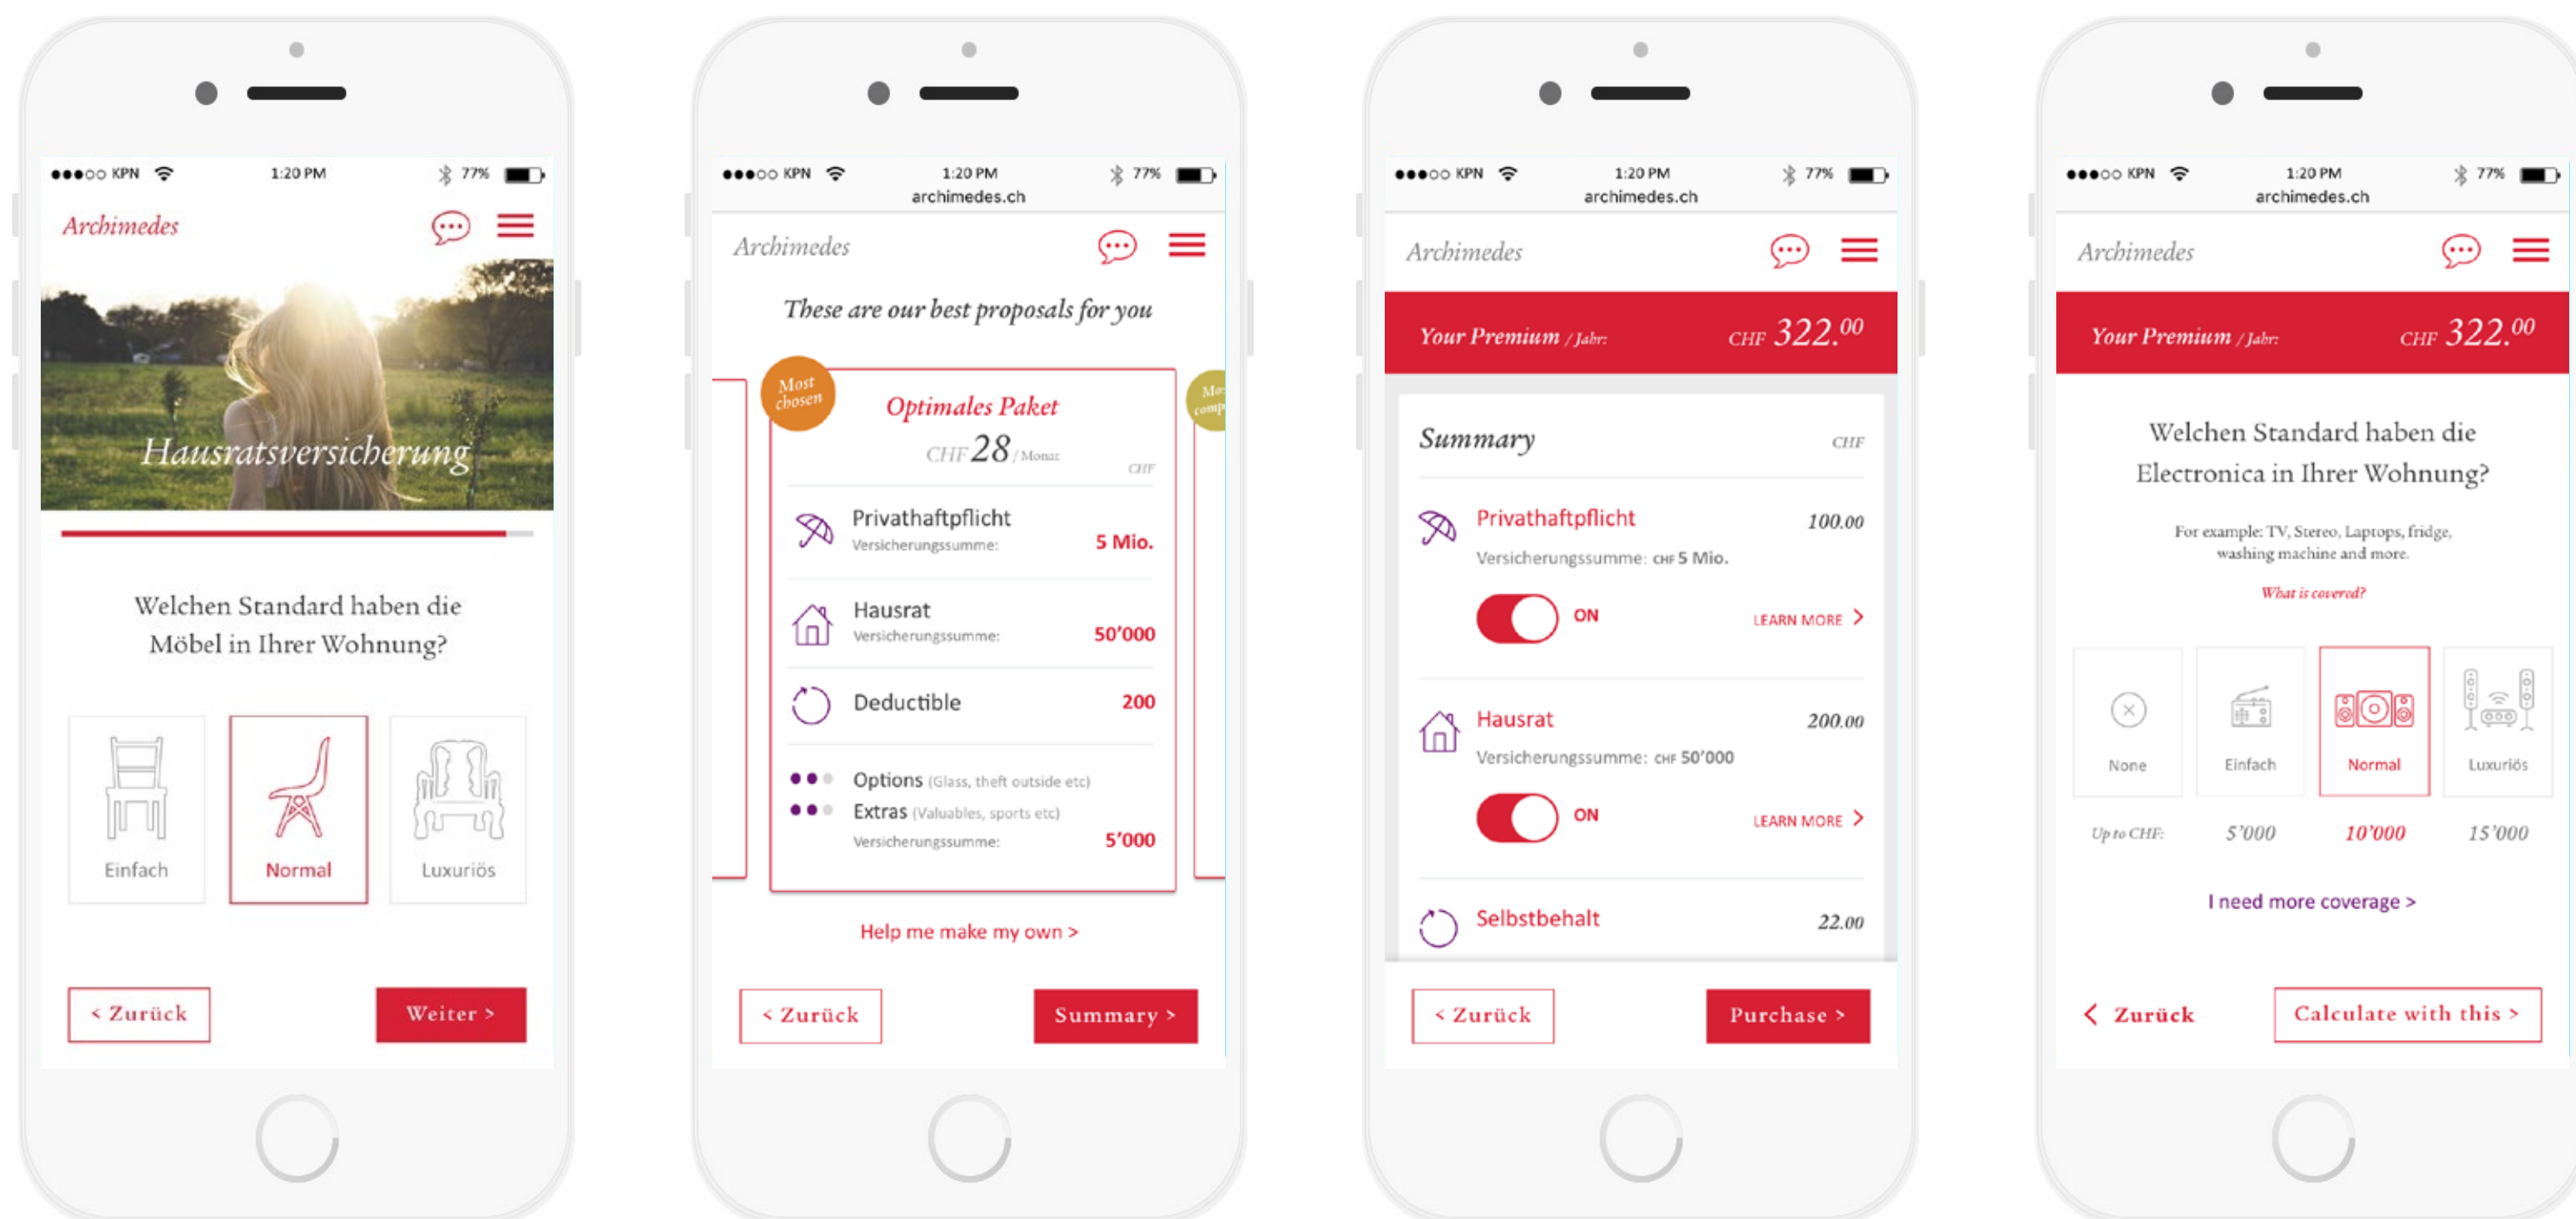 KPN 1:20 PM 77%
Archimedes
Hausratsversicherung
Welchen Standard haben die
Möbel in Ihrer Wohnung?
Einfach Normal Luxuriös
< Zurück Weiter >
KPN 1:20 PM 77%
archimedes.ch
Archimedes
These are our best proposals for you
Most
chosen
Optimales Paket
CHF 28 / Monat
CHF
Privathaftpflicht
Versicherungssumme: 5 Mio.
Hausrat
Versicherungssumme: 50'000
Deductible 200
Options (Glass, theft outside etc)
Extras (Valuables, sports etc)
Versicherungssumme: 5'000
Help me make my own >
< Zurück Summary >
KPN 1:20 PM 77%
archimedes.ch
Archimedes
Your Premium / Jahr: CHF 322.00
Summary CHF
Privathaftpflicht 100.00
Versicherungssumme: CHF 5 Mio.
ON LEARN MORE >
Hausrat 200.00
Versicherungssumme: CHF 50'000
ON LEARN MORE >
Selbstbehalt 22.00
< Zurück Purchase >
KPN 1:20 PM 77%
archimedes.ch
Archimedes
Your Premium / Jahr: CHF 322.00
Welchen Standard haben die
Electronica in Ihrer Wohnung?
For example: TV, Stereo, Laptops, fridge,
washing machine and more.
What is covered?
None Einfach Normal Luxuriös
Up to CHF: 5'000 10'000 15'000
I need more coverage >
< Zurück Calculate with this >